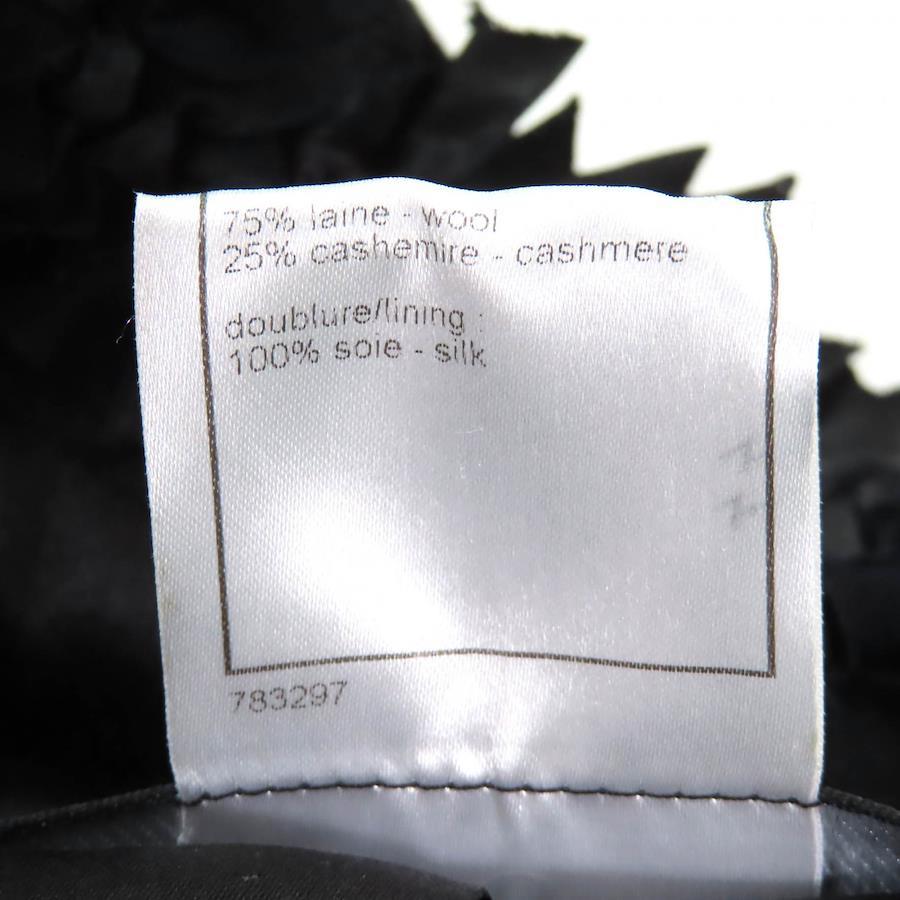 75% laine - wool
25% cashemire - cashmere
doublure/lining :
100% soie - silk
783297